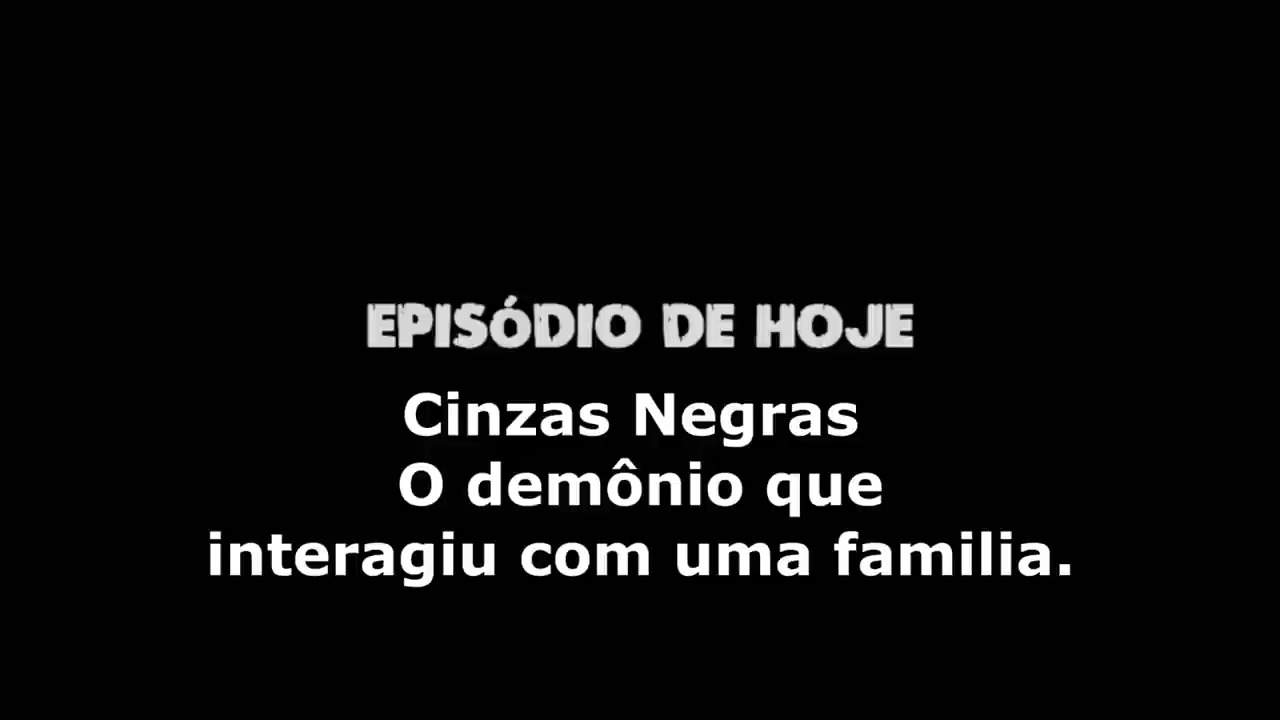 EPISÓDIO DE HOJE
Cinzas Negras
O demônio que
interagiu com uma familia.